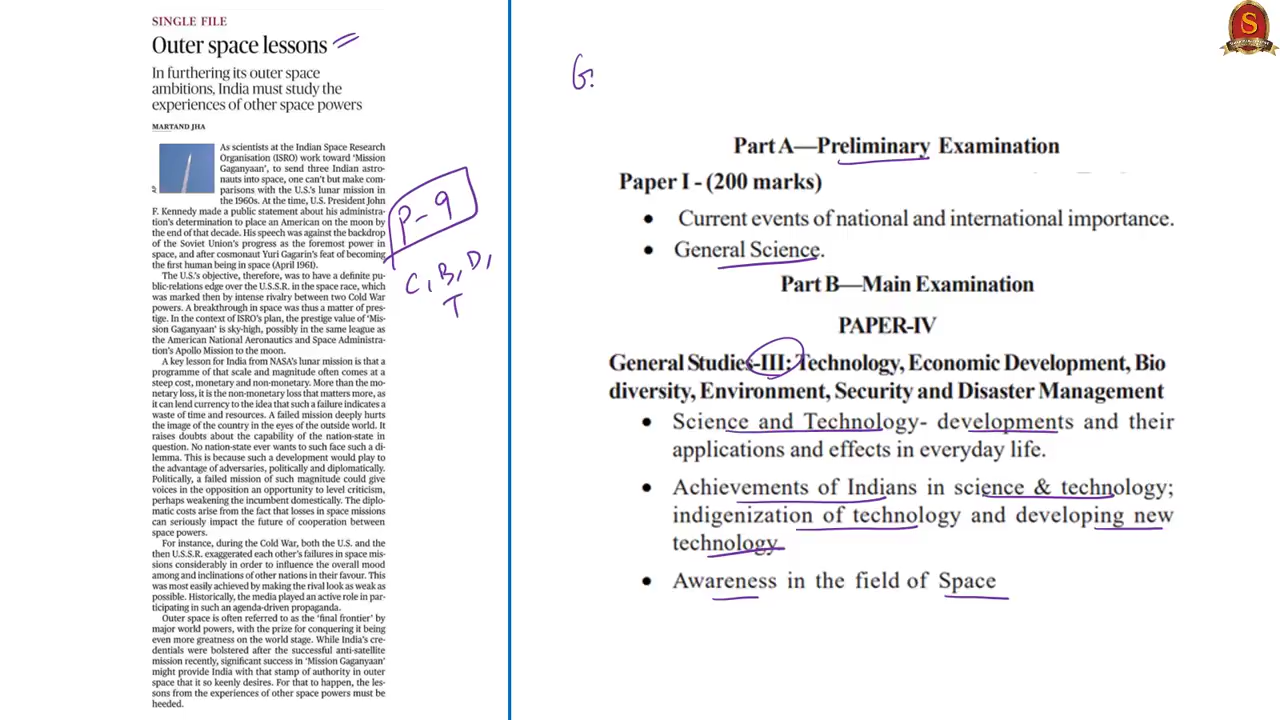 SINGLE FILE
Outer space lessons
In furthering its outer space
ambitions, India must study the
experiences of other space powers
MARTAND JHA
As scientists at the Indian Space Research
Organisation (ISRO) work toward ‘Mission
Gaganyaan’, to send three Indian astro-
nauts into space, one can’t but make com-
parisons with the U.S.’s lunar mission in
the 1960s. At the time, U.S. President John
F. Kennedy made a public statement about his administra-
tion’s determination to place an American on the moon by
the end of that decade. His speech was against the backdrop
of the Soviet Union’s progress as the foremost power in
space, and after cosmonaut Yuri Gagarin’s feat of becoming
the first human being in space (April 1961).
The U.S.’s objective, therefore, was to have a definite pu-
blic-relations edge over the U.S.S.R. in the space race, which
was marked then by intense rivalry between two Cold War
powers. A breakthrough in space was thus a matter of pres-
tige. In the context of ISRO’s plan, the prestige value of ‘Mis-
sion Gaganyaan’ is sky-high, possibly in the same league as
the American National Aeronautics and Space Administra-
tion’s Apollo Mission to the moon.
A key lesson for India from NASA’s lunar mission is that a
programme of that scale and magnitude often comes at a
steep cost, monetary and non-monetary. More than the mo-
netary loss, it is the non-monetary loss that matters more, as
it can lend currency to the idea that such a failure indicates a
waste of time and resources. A failed mission deeply hurts
the image of the country in the eyes of the outside world. It
raises doubts about the capability of the nation-state in
question. No nation-state ever wants to such face such a di-
lemma. This is because such a development would play to
the advantage of adversaries, politically and diplomatically.
Politically, a failed mission of such magnitude could give
voices in the opposition an opportunity to level criticism,
perhaps weakening the incumbent domestically. The diplo-
matic costs arise from the fact that losses in space missions
can seriously impact the future of cooperation between
space powers.
For instance, during the Cold War, both the U.S. and the
then U.S.S.R. exaggerated each other’s failures in space mis-
sions considerably in order to influence the overall mood
among and inclinations of other nations in their favour. This
was most easily achieved by making the rival look as weak as
possible. Historically, the media played an active role in par-
ticipating in such an agenda-driven propaganda.
Outer space is often referred to as the ‘final frontier’ by
major world powers, with the prize for conquering it being
even more greatness on the world stage. While India’s cre-
dentials were bolstered after the successful anti-satellite
mission recently, significant success in ‘Mission Gaganyaan’
might provide India with that stamp of authority in outer
space that it so keenly desires. For that to happen, the les-
sons from the experiences of other space powers must be
heeded.
P-9
C, B, D,
T
G
Part A—Preliminary Examination
Paper I - (200 marks)
• Current events of national and international importance.
• General Science.
Part B—Main Examination
PAPER-IV
General Studies-III: Technology, Economic Development, Bio
diversity, Environment, Security and Disaster Management
• Science and Technology- developments and their
applications and effects in everyday life.
• Achievements of Indians in science & technology;
indigenization of technology and developing new
technology
• Awareness in the field of Space
S